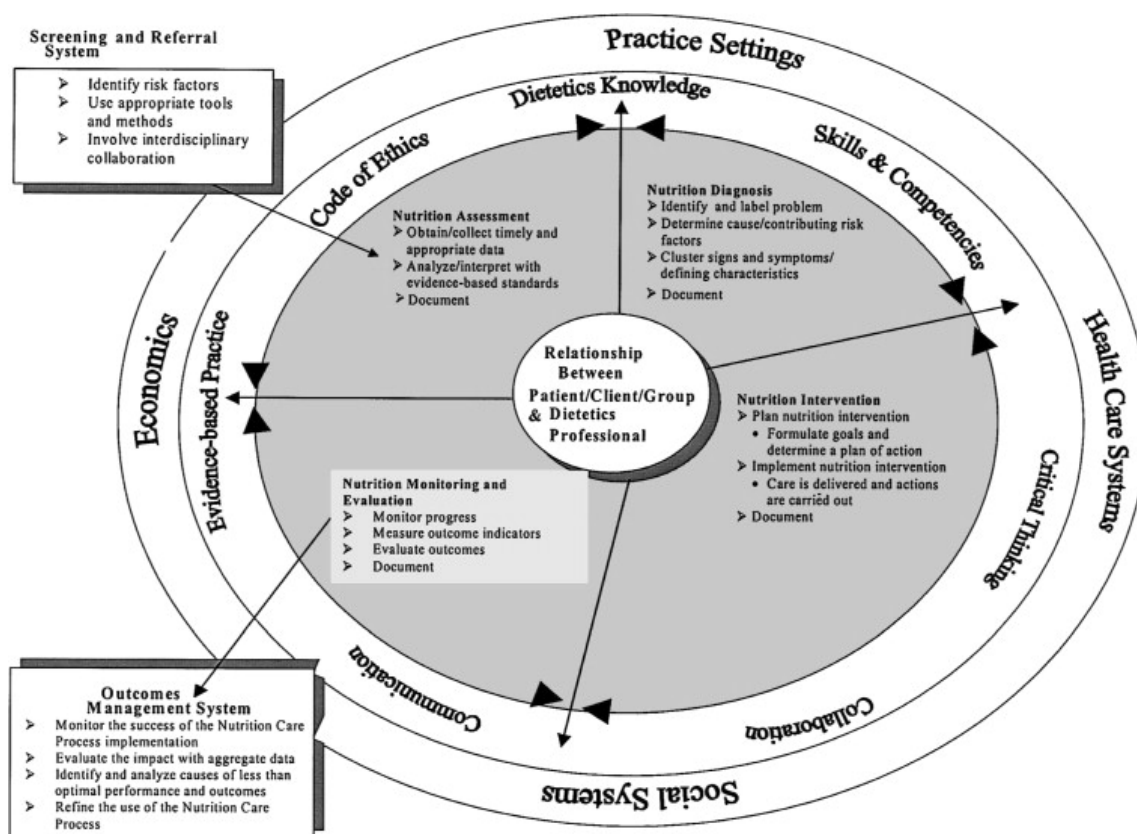 Screening and Referral
System
➢ Identify risk factors
➢ Use appropriate tools
and methods
➢ Involve interdisciplinary
collaboration
Practice Settings
Dietetics Knowledge
Code of Ethics
Skills & Competencies
Nutrition Assessment
➢ Obtain/collect timely and
appropriate data
➢ Analyze/interpret with
evidence-based standards
➢ Document
Nutrition Diagnosis
➢ Identify and label problem
➢ Determine cause/contributing risk
factors
➢ Cluster signs and symptoms/
defining characteristics
➢ Document
Economics
Evidence-based Practice
Relationship
Between
Patient/Client/Group
& Dietetics
Professional
Health Care Systems
Critical Thinking
Nutrition Intervention
➢ Plan nutrition intervention
• Formulate goals and
determine a plan of action
➢ Implement nutrition intervention
• Care is delivered and actions
are carried out
➢ Document
Nutrition Monitoring and
Evaluation
➢ Monitor progress
➢ Measure outcome indicators
➢ Evaluate outcomes
➢ Document
Communication
Collaboration
Social Systems
Outcomes
Management System
➢ Monitor the success of the Nutrition Care
Process implementation
➢ Evaluate the impact with aggregate data
➢ Identify and analyze causes of less than
optimal performance and outcomes
➢ Refine the use of the Nutrition Care
Process